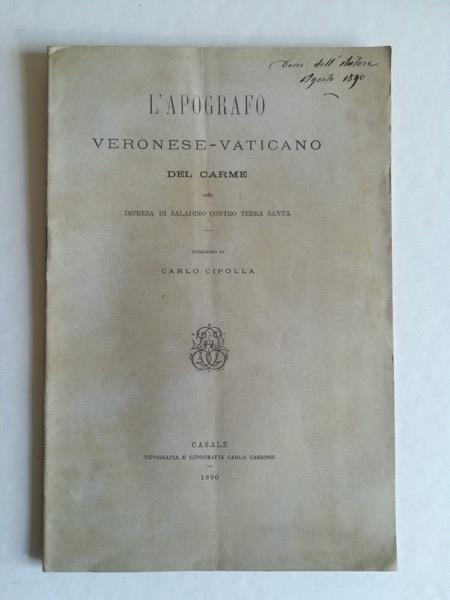 Dono dell' Autore
Agosto 1890
L'APOGRAFO
VERONESE-VATICANO
DEL CARME
sulla
IMPRESA DI SALADINO CONTRO TERRA SANTA
PUBBLICATO DA
CARLO CIPOLLA
CASALE
TIPOGRAFIA E LITOGRAFIA CARLO CASSONE
1890